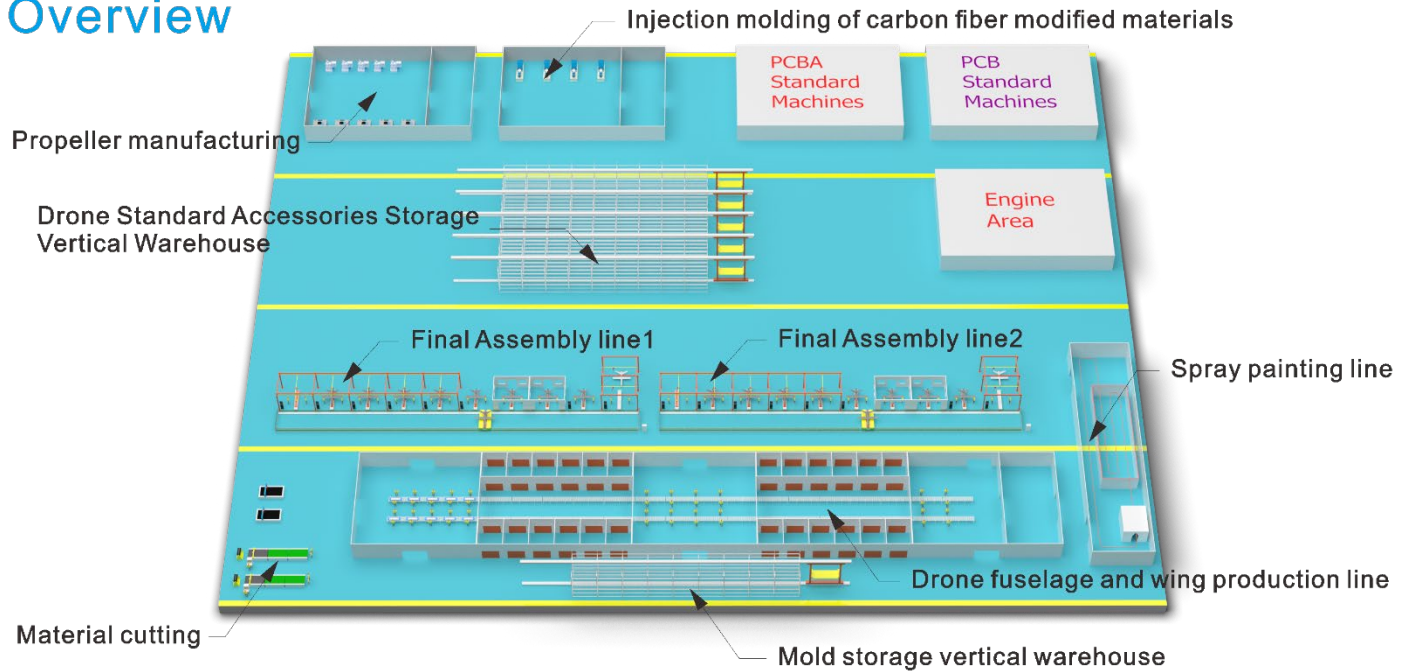 Overview
Injection molding of carbon fiber modified materials
PCBA
Standard
Machines
PCB
Standard
Machines
Propeller manufacturing
Drone Standard Accessories Storage
Vertical Warehouse
Engine
Area
Final Assembly line1
Final Assembly line2
Spray painting line
Drone fuselage and wing production line
Material cutting
Mold storage vertical warehouse